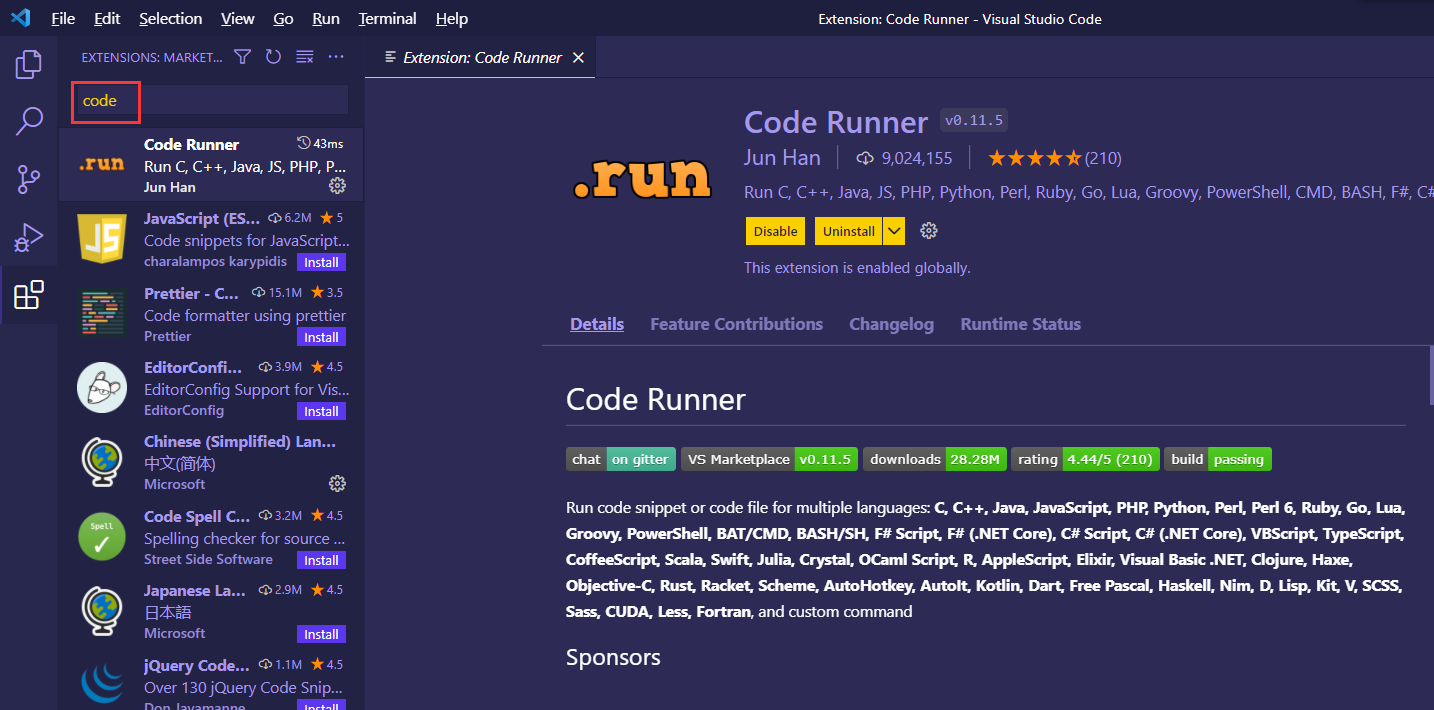 File Edit Selection View Go Run Terminal Help
Extension: Code Runner - Visual Studio Code
EXTENSIONS: MARKET...
code
Code Runner 43ms
Run C, C++, Java, JS, PHP, P...
Jun Han
JavaScript (ES... 6.2M 5
Code snippets for JavaScript...
charalampos karypidis Install
Prettier - C... 15.1M 3.5
Code formatter using prettier
Prettier Install
EditorConfi... 3.9M 4.5
EditorConfig Support for Vis...
EditorConfig Install
Chinese (Simplified) Lan...
中文(简体)
Microsoft
Spell
Code Spell C... 3.2M 4.5
Spelling checker for source ...
Street Side Software Install
Japanese La... 2.9M 4.5
日本語
Microsoft Install
jQuery Code... 1.1M 4.5
Over 130 jQuery Code Snip...
Don Jayamanne Install
Extension: Code Runner
.run
.run
JS
Code Runner v0.11.5
Jun Han 9,024,155 (210)
Run C, C++, Java, JS, PHP, Python, Perl, Ruby, Go, Lua, Groovy, PowerShell, CMD, BASH, F#, C#
Disable Uninstall
This extension is enabled globally.
Details Feature Contributions Changelog Runtime Status
Code Runner
chat on gitter VS Marketplace v0.11.5 downloads 28.28M rating 4.44/5 (210) build passing
Run code snippet or code file for multiple languages: C, C++, Java, JavaScript, PHP, Python, Perl, Perl 6, Ruby, Go, Lua,
Groovy, PowerShell, BAT/CMD, BASH/SH, F# Script, F# (.NET Core), C# Script, C# (.NET Core), VBScript, TypeScript,
CoffeeScript, Scala, Swift, Julia, Crystal, OCaml Script, R, AppleScript, Elixir, Visual Basic .NET, Clojure, Haxe,
Objective-C, Rust, Racket, Scheme, AutoHotkey, AutoIt, Kotlin, Dart, Free Pascal, Haskell, Nim, D, Lisp, Kit, V, SCSS,
Sass, CUDA, Less, Fortran, and custom command
Sponsors